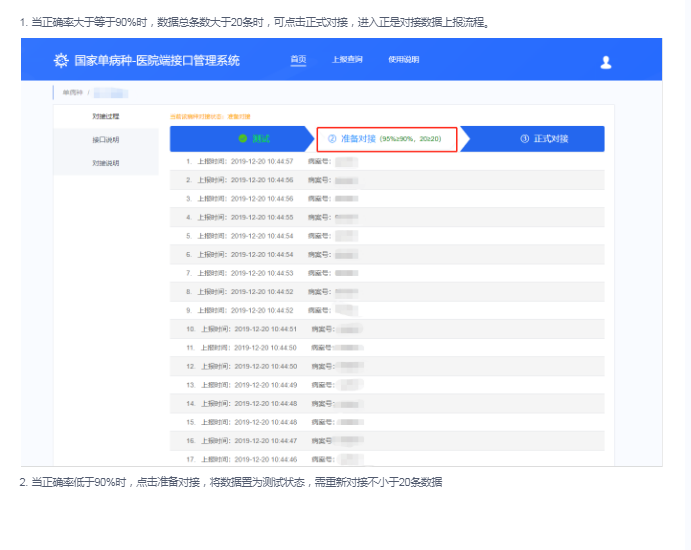 1. 当正确率大于等于90%时，数据总条数大于20条时，可点击正式对接，进入正是对接数据上报流程。
国家单病种-医院端接口管理系统 首页 上报查询 使用说明
单病种 /
对接过程
接口说明
对接说明
当前该病种对接状态：准备对接
测试 ② 准备对接 (95%≥90%，20≥20) ③ 正式对接
1. 上报时间：2019-12-20 10:44:57 病案号：
2. 上报时间：2019-12-20 10:44:56 病案号：
3. 上报时间：2019-12-20 10:44:56 病案号：
4. 上报时间：2019-12-20 10:44:55 病案号：
5. 上报时间：2019-12-20 10:44:54 病案号：
6. 上报时间：2019-12-20 10:44:54 病案号：
7. 上报时间：2019-12-20 10:44:53 病案号：
8. 上报时间：2019-12-20 10:44:52 病案号：
9. 上报时间：2019-12-20 10:44:52 病案号：
10. 上报时间：2019-12-20 10:44:51 病案号：
11. 上报时间：2019-12-20 10:44:50 病案号：
12. 上报时间：2019-12-20 10:44:50 病案号：
13. 上报时间：2019-12-20 10:44:49 病案号：
14. 上报时间：2019-12-20 10:44:48 病案号：
15. 上报时间：2019-12-20 10:44:48 病案号：
16. 上报时间：2019-12-20 10:44:47 病案号：
17. 上报时间：2019-12-20 10:44:46 病案号：
2. 当正确率低于90%时，点击准备对接，将数据置为测试状态，需重新对接不小于20条数据